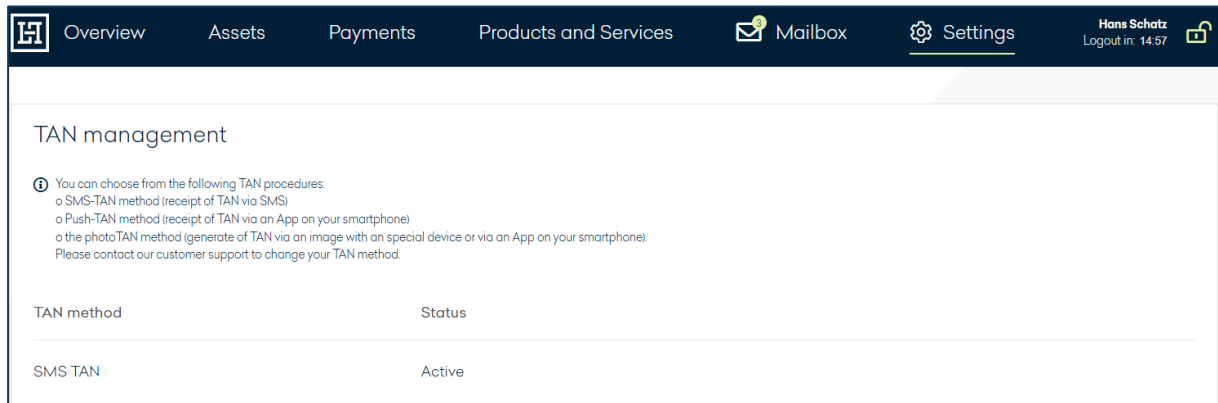 Overview Assets Payments Products and Services 3 Mailbox Settings Hans Schatz
Logout in: 14:57
TAN management
You can choose from the following TAN procedures:
o SMS-TAN method (receipt of TAN via SMS)
o Push-TAN method (receipt of TAN via an App on your smartphone)
o the photoTAN method (generate of TAN via an image with an special device or via an App on your smartphone).
Please contact our customer support to change your TAN method.
TAN method Status
SMS TAN Active